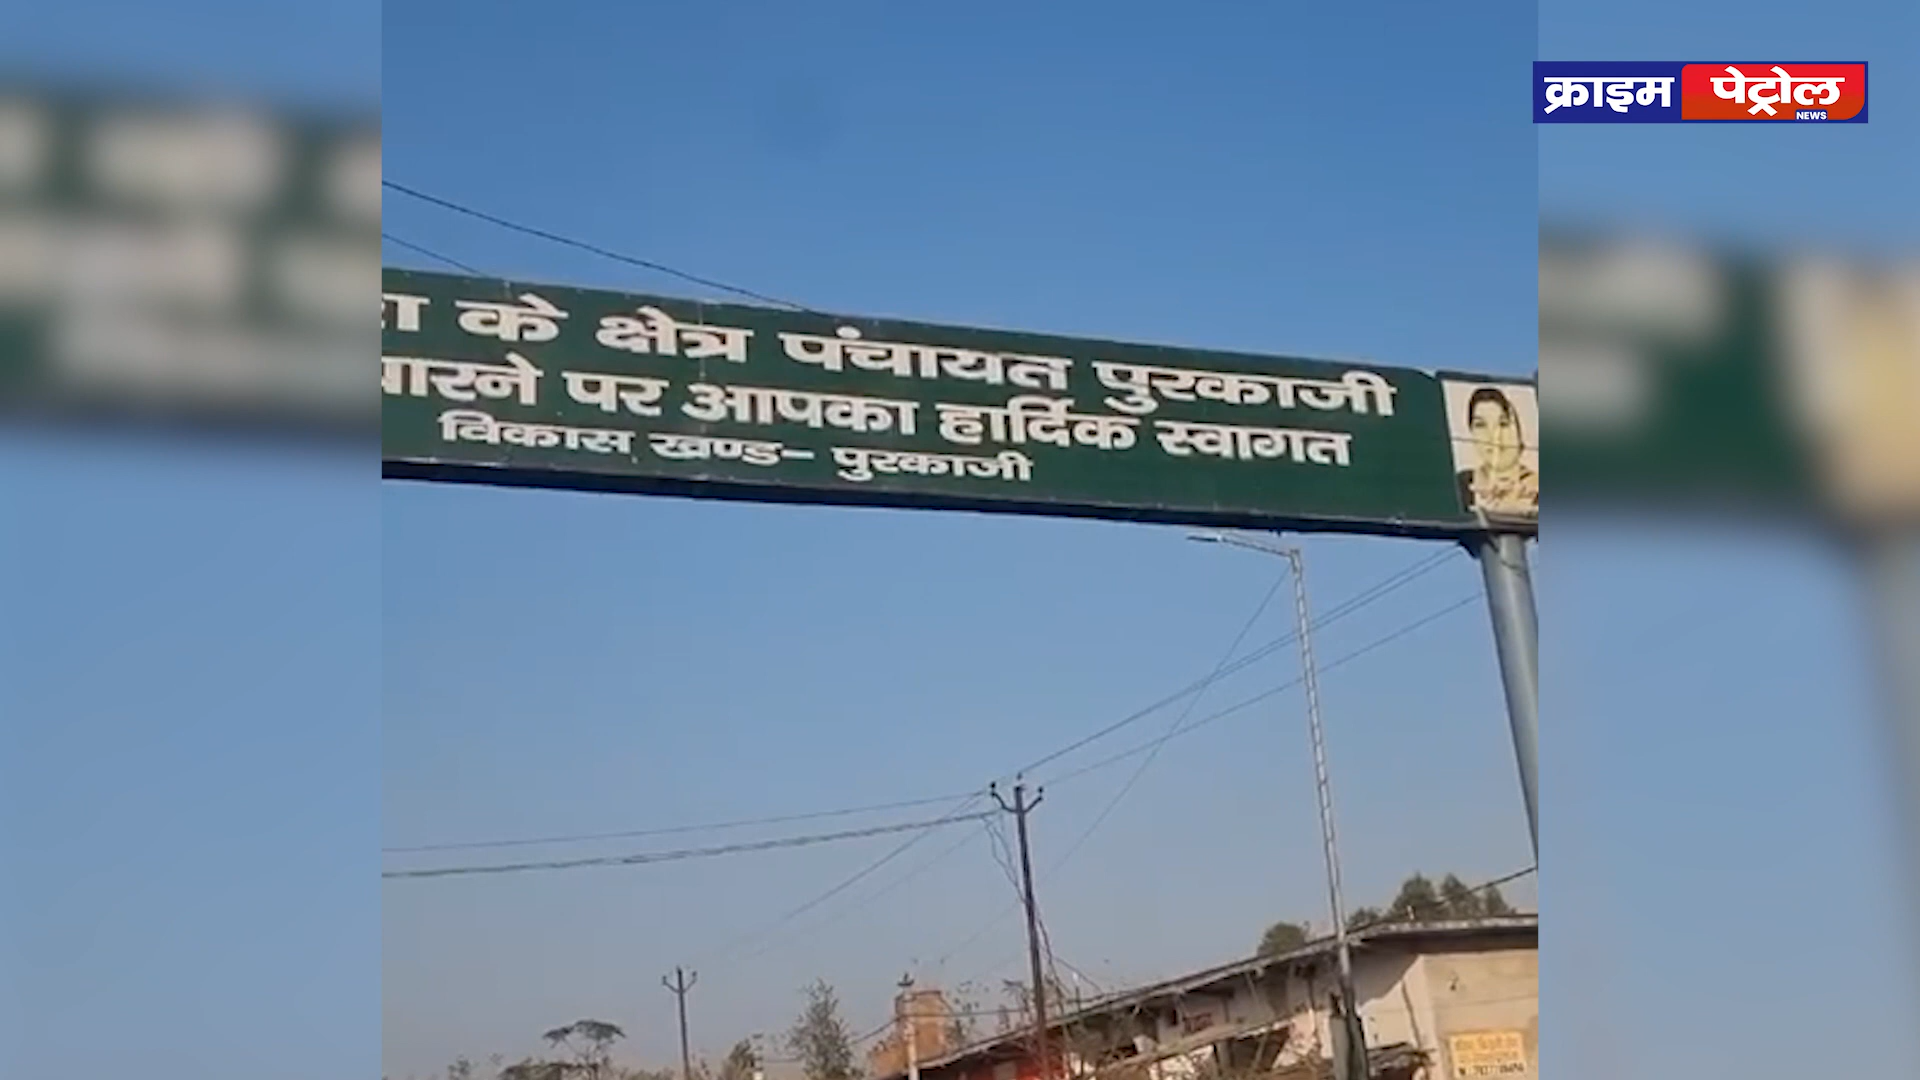 क्राइम पेट्रोल
NEWS
के क्षेत्र पंचायत पुरकाजी
पर आपका हार्दिक स्वागत
विकास खण्ड- पुरकाजी